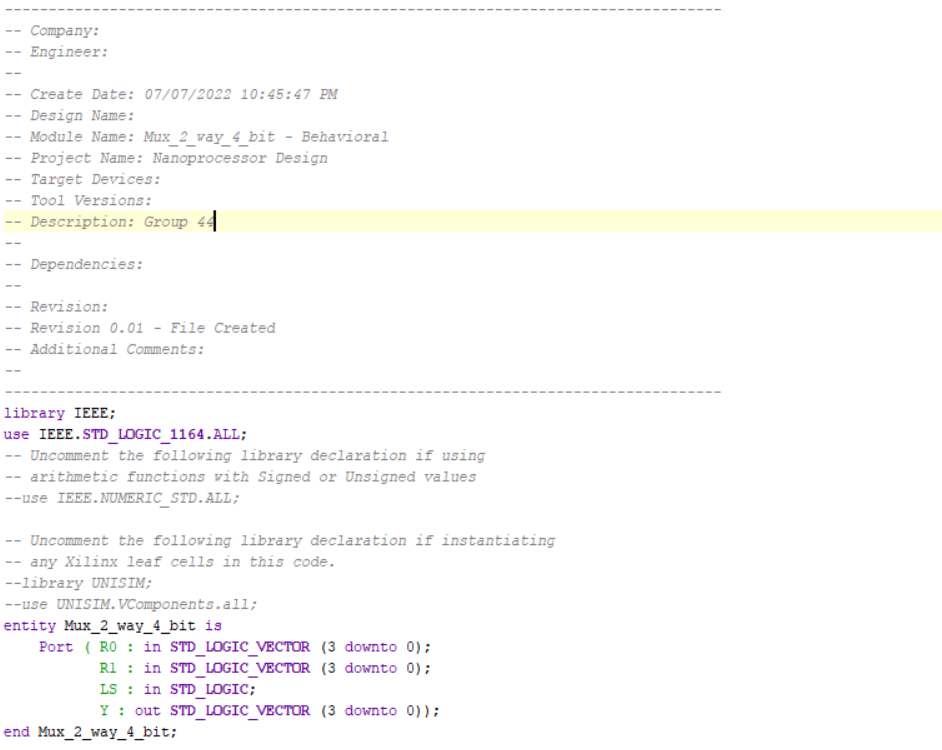 ----------------------------------------------------------------------------------
-- Company:
-- Engineer:
--
-- Create Date: 07/07/2022 10:45:47 PM
-- Design Name:
-- Module Name: Mux_2_way_4_bit - Behavioral
-- Project Name: Nanoprocessor Design
-- Target Devices:
-- Tool Versions:
-- Description: Group 44
--
-- Dependencies:
--
-- Revision:
-- Revision 0.01 - File Created
-- Additional Comments:
--
----------------------------------------------------------------------------------
library IEEE;
use IEEE.STD_LOGIC_1164.ALL;
-- Uncomment the following library declaration if using
-- arithmetic functions with Signed or Unsigned values
--use IEEE.NUMERIC_STD.ALL;
-- Uncomment the following library declaration if instantiating
-- any Xilinx leaf cells in this code.
--library UNISIM;
--use UNISIM.VComponents.all;
entity Mux_2_way_4_bit is
    Port ( R0 : in STD_LOGIC_VECTOR (3 downto 0);
           R1 : in STD_LOGIC_VECTOR (3 downto 0);
           LS : in STD_LOGIC;
           Y : out STD_LOGIC_VECTOR (3 downto 0));
end Mux_2_way_4_bit;